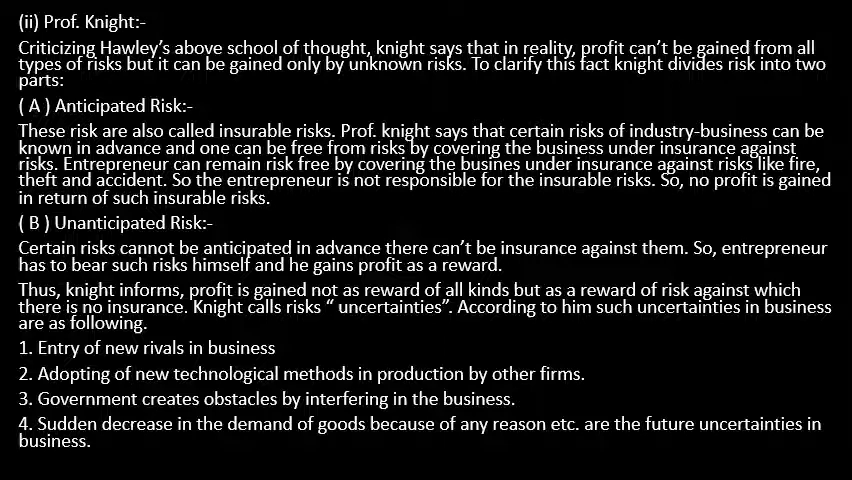 (ii) Prof. Knight:-
Criticizing Hawley's above school of thought, knight says that in reality, profit can't be gained from all
types of risks but it can be gained only by unknown risks. To clarify this fact knight divides risk into two
parts:
( A ) Anticipated Risk:-
These risk are also called insurable risks. Prof. knight says that certain risks of industry-business can be
known in advance and one can be free from risks by covering the business under insurance against
risks. Entrepreneur can remain risk free by covering the busines under insurance against risks like fire,
theft and accident. So the entrepreneur is not responsible for the insurable risks. So, no profit is gained
in return of such insurable risks.
( B ) Unanticipated Risk:-
Certain risks cannot be anticipated in advance there can't be insurance against them. So, entrepreneur
has to bear such risks himself and he gains profit as a reward.
Thus, knight informs, profit is gained not as reward of all kinds but as a reward of risk against which
there is no insurance. Knight calls risks “ uncertainties”. According to him such uncertainties in business
are as following.
1. Entry of new rivals in business
2. Adopting of new technological methods in production by other firms.
3. Government creates obstacles by interfering in the business.
4. Sudden decrease in the demand of goods because of any reason etc. are the future uncertainties in
business.